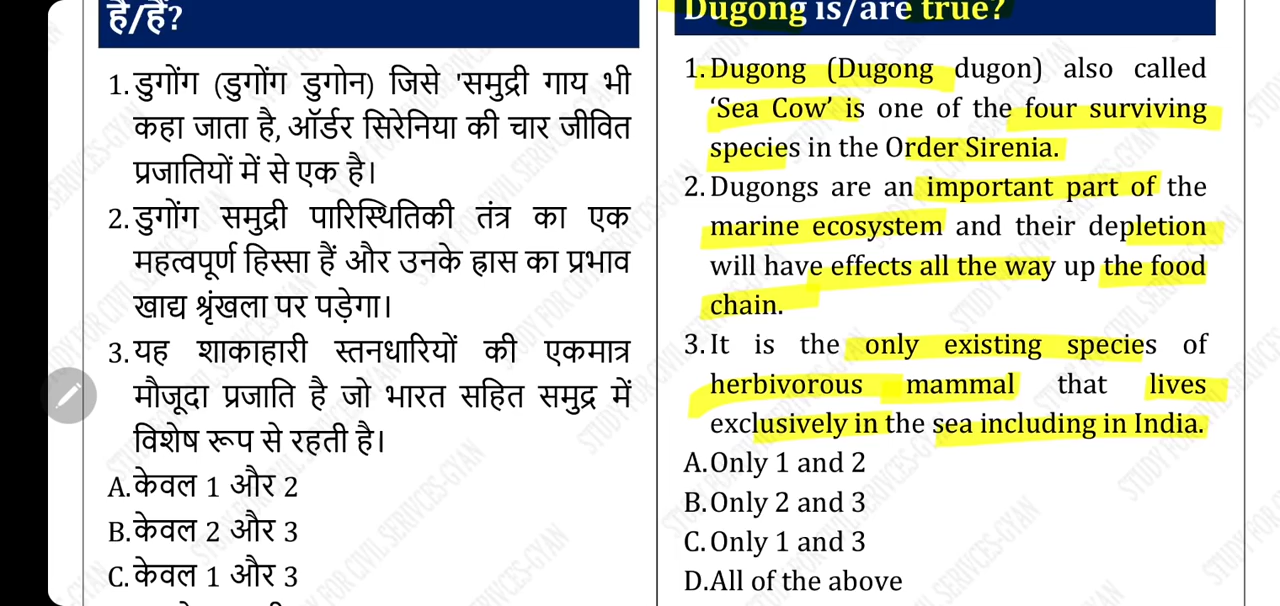 है/हैं?
1. डुगोंग (डुगोंग डुगोन) जिसे 'समुद्री गाय भी
कहा जाता है, ऑर्डर सिरेनिया की चार जीवित
प्रजातियों में से एक है।
2. डुगोंग समुद्री पारिस्थितिकी तंत्र का एक
महत्वपूर्ण हिस्सा हैं और उनके ह्रास का प्रभाव
खाद्य श्रृंखला पर पड़ेगा।
3. यह शाकाहारी स्तनधारियों की एकमात्र
मौजूदा प्रजाति है जो भारत सहित समुद्र में
विशेष रूप से रहती है।
A. केवल 1 और 2
B. केवल 2 और 3
C. केवल 1 और 3
Dugong is/are true?
1. Dugong (Dugong dugon) also called
‘Sea Cow’ is one of the four surviving
species in the Order Sirenia.
2. Dugongs are an important part of the
marine ecosystem and their depletion
will have effects all the way up the food
chain.
3. It is the only existing species of
herbivorous mammal that lives
exclusively in the sea including in India.
A. Only 1 and 2
B. Only 2 and 3
C. Only 1 and 3
D. All of the above